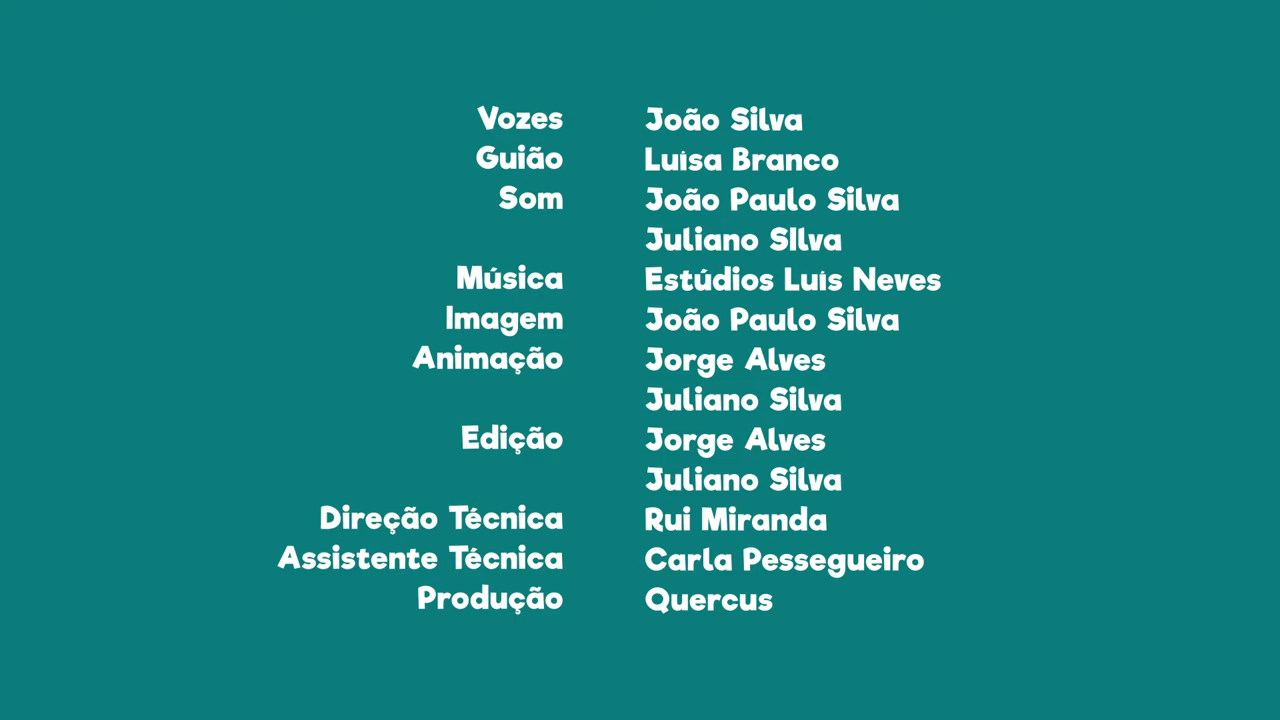 Vozes João Silva
Guião Luísa Branco
Som João Paulo Silva
Juliano SIlva
Música Estúdios Luís Neves
Imagem João Paulo Silva
Animação Jorge Alves
Juliano Silva
Edição Jorge Alves
Juliano Silva
Direção Técnica Rui Miranda
Assistente Técnica Carla Pessegueiro
Produção Quercus